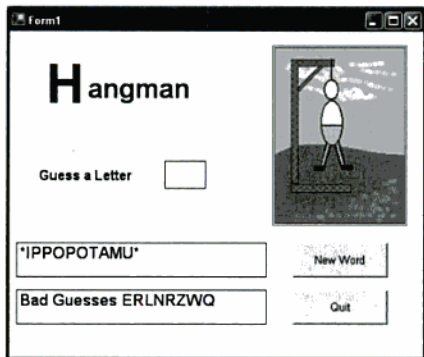 Form1
Hangman
Guess a Letter
*IPPOPOTAMU*
New Word
Bad Guesses ERLNRZWQ
Quit